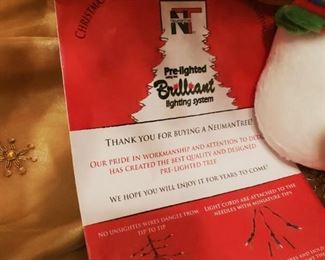 CHRISTMAS
NT
Pre-lighted
Brilliant
lighting system
THANK YOU FOR BUYING A NEUMANTREE!
OUR PRIDE IN WORKMANSHIP AND ATTENTION TO DET
HAS CREATED THE BEST QUALITY AND DESIGNED
PRE-LIGHTED TREE
WE HOPE YOU WILL ENJOY IT FOR YEARS TO COME!
NO UNSIGHTLY WIRES DANGLE FROM
TIP TO TIP
LIGHT CORDS ARE ATTACHED TO THE
NEEDLES WITH MINIATURE TIPS